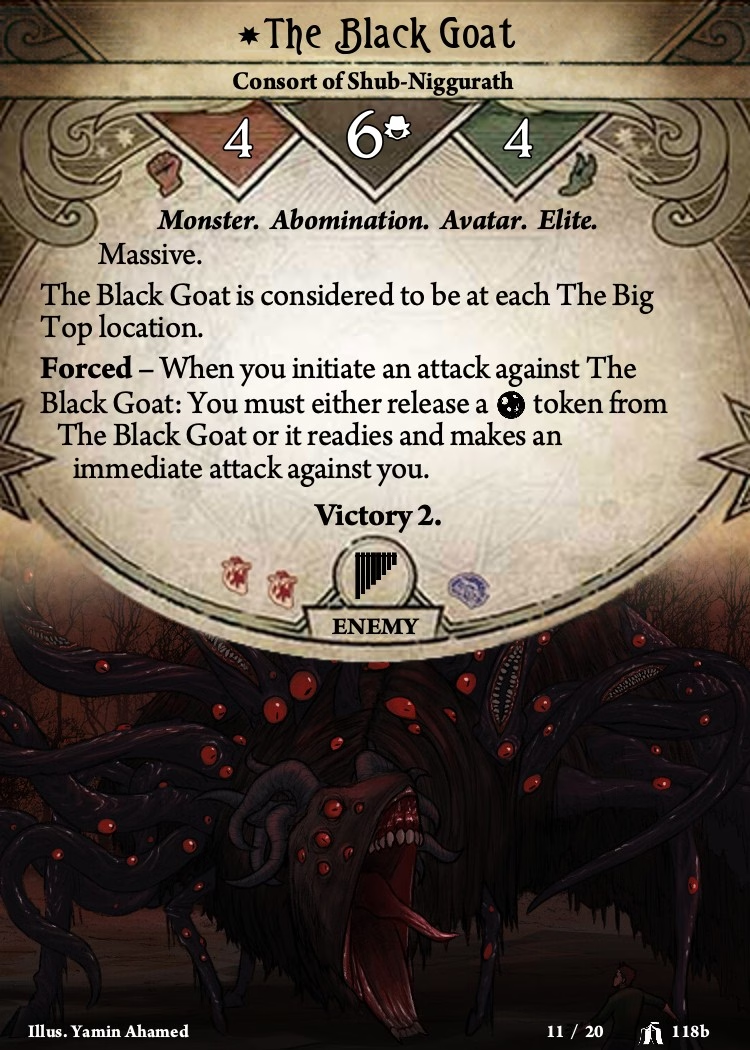 The Black Goat
Consort of Shub-Niggurath
4 6 4
Monster. Abomination. Avatar. Elite.
Massive.
The Black Goat is considered to be at each The Big
Top location.
Forced – When you initiate an attack against The
Black Goat: You must either release a token from
The Black Goat or it readies and makes an
immediate attack against you.
Victory 2.
ENEMY
Illus. Yamin Ahamed 11 / 20 118b